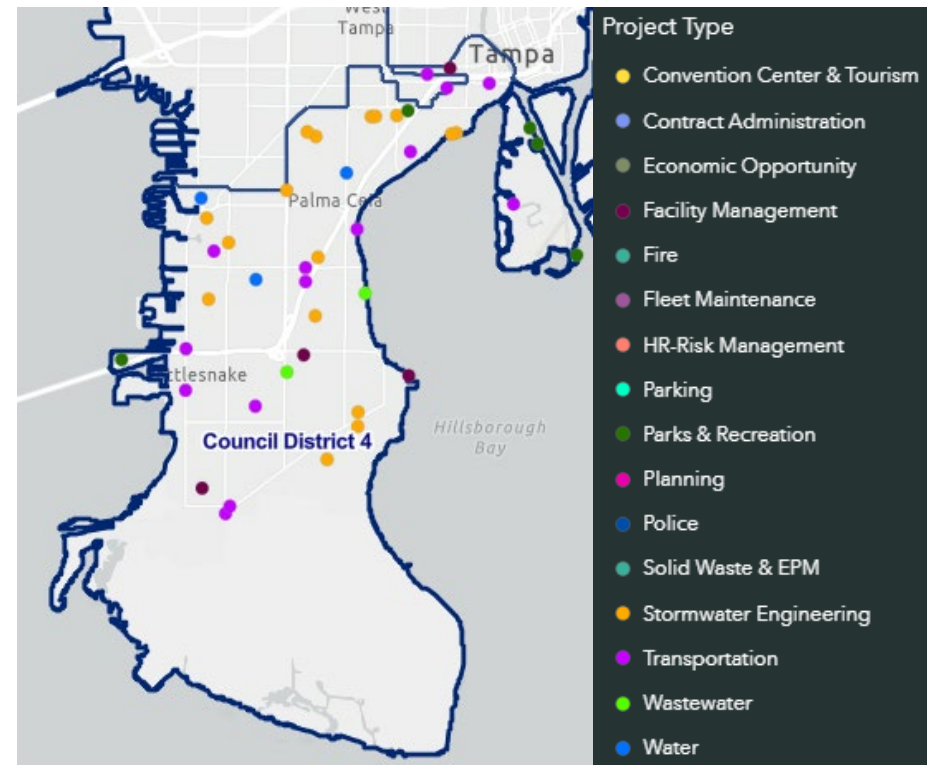 West
Tampa
Tampa
Palma Ceia
ttlesnake
Council District 4
Hillsborough
Bay
Project Type
Convention Center & Tourism
Contract Administration
Economic Opportunity
Facility Management
Fire
Fleet Maintenance
HR-Risk Management
Parking
Parks & Recreation
Planning
Police
Solid Waste & EPM
Stormwater Engineering
Transportation
Wastewater
Water